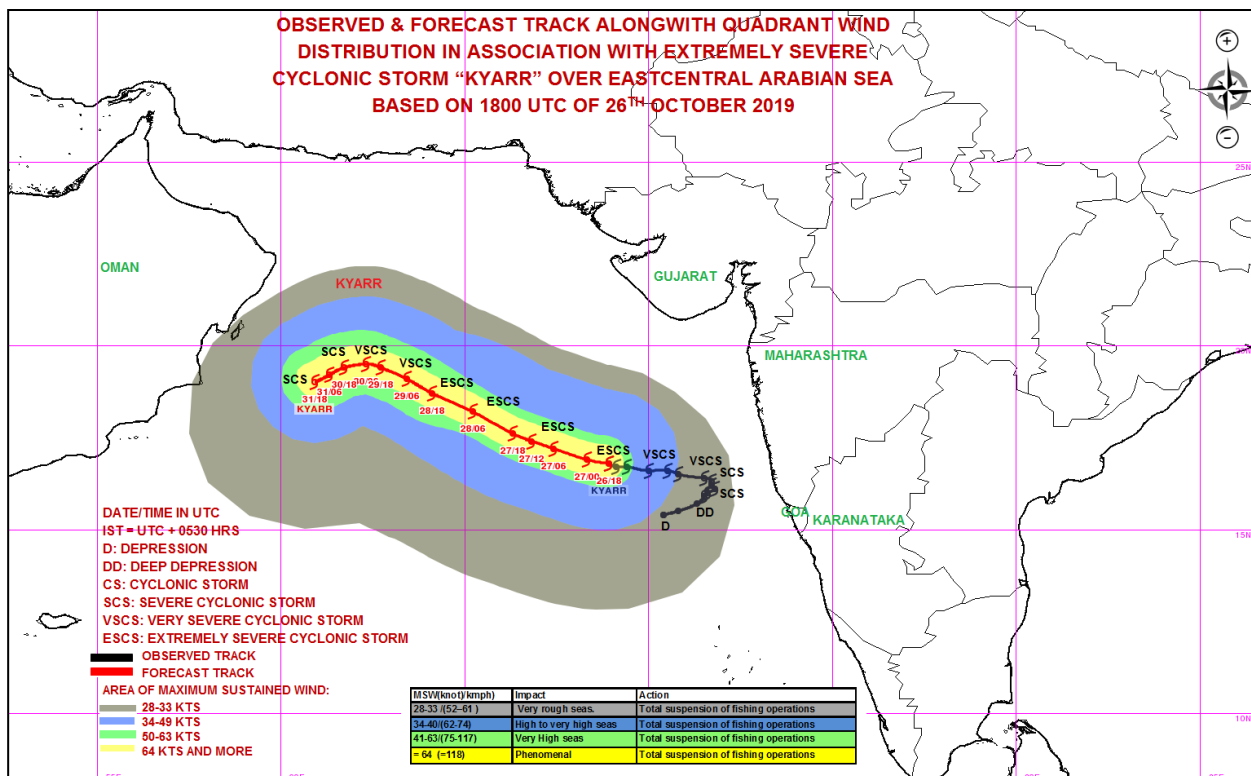 OBSERVED & FORECAST TRACK ALONGWITH QUADRANT WIND
DISTRIBUTION IN ASSOCIATION WITH EXTREMELY SEVERE
CYCLONIC STORM “KYARR” OVER EASTCENTRAL ARABIAN SEA
BASED ON 1800 UTC OF 26TH OCTOBER 2019
+
−
25N
OMAN
GUJARAT
KYARR
MAHARASHTRA
SCS
VSCS
VSCS
SCS
ESCS
ESCS
ESCS
ESCS
VSCS
VSCS
SCS
SCS
DD
D
31/18
31/06
30/18
29/18
29/06
28/18
28/06
27/18
27/12
27/06
27/00
26/18
KYARR
KYARR
GOA
KARANATAKA
15N
10N
DATE/TIME IN UTC
IST = UTC + 0530 HRS
D: DEPRESSION
DD: DEEP DEPRESSION
CS: CYCLONIC STORM
SCS: SEVERE CYCLONIC STORM
VSCS: VERY SEVERE CYCLONIC STORM
ESCS: EXTREMELY SEVERE CYCLONIC STORM
OBSERVED TRACK
FORECAST TRACK
AREA OF MAXIMUM SUSTAINED WIND:
28-33 KTS
34-49 KTS
50-63 KTS
64 KTS AND MORE
MSW(knot)/kmph) Impact Action
28-33 /(52–61 ) Very rough seas. Total suspension of fishing operations
34-40/(62-74) High to very high seas Total suspension of fishing operations
41-63/(75-117) Very High seas Total suspension of fishing operations
= 64 (=118) Phenomenal Total suspension of fishing operations